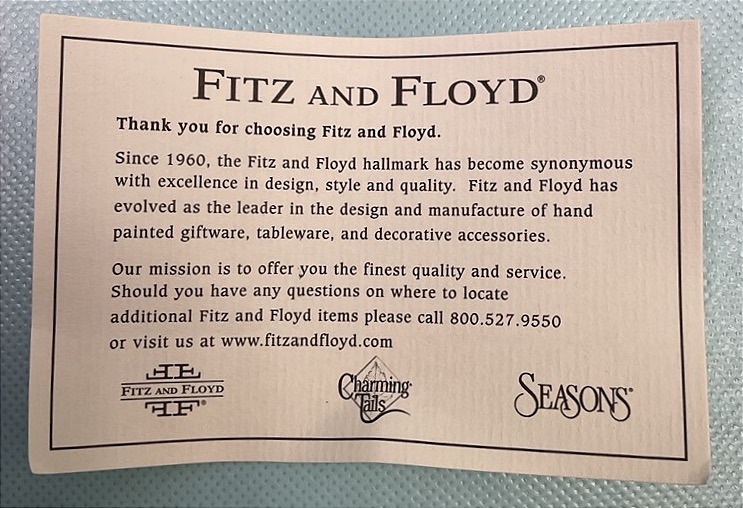 FITZ AND FLOYD®
Thank you for choosing Fitz and Floyd.
Since 1960, the Fitz and Floyd hallmark has become synonymous
with excellence in design, style and quality. Fitz and Floyd has
evolved as the leader in the design and manufacture of hand
painted giftware, tableware, and decorative accessories.
Our mission is to offer you the finest quality and service.
Should you have any questions on where to locate
additional Fitz and Floyd items please call 800.527.9550
or visit us at www.fitzandfloyd.com
FF
FITZ AND FLOYD
FF®
Charming
Tails
SEASONS®